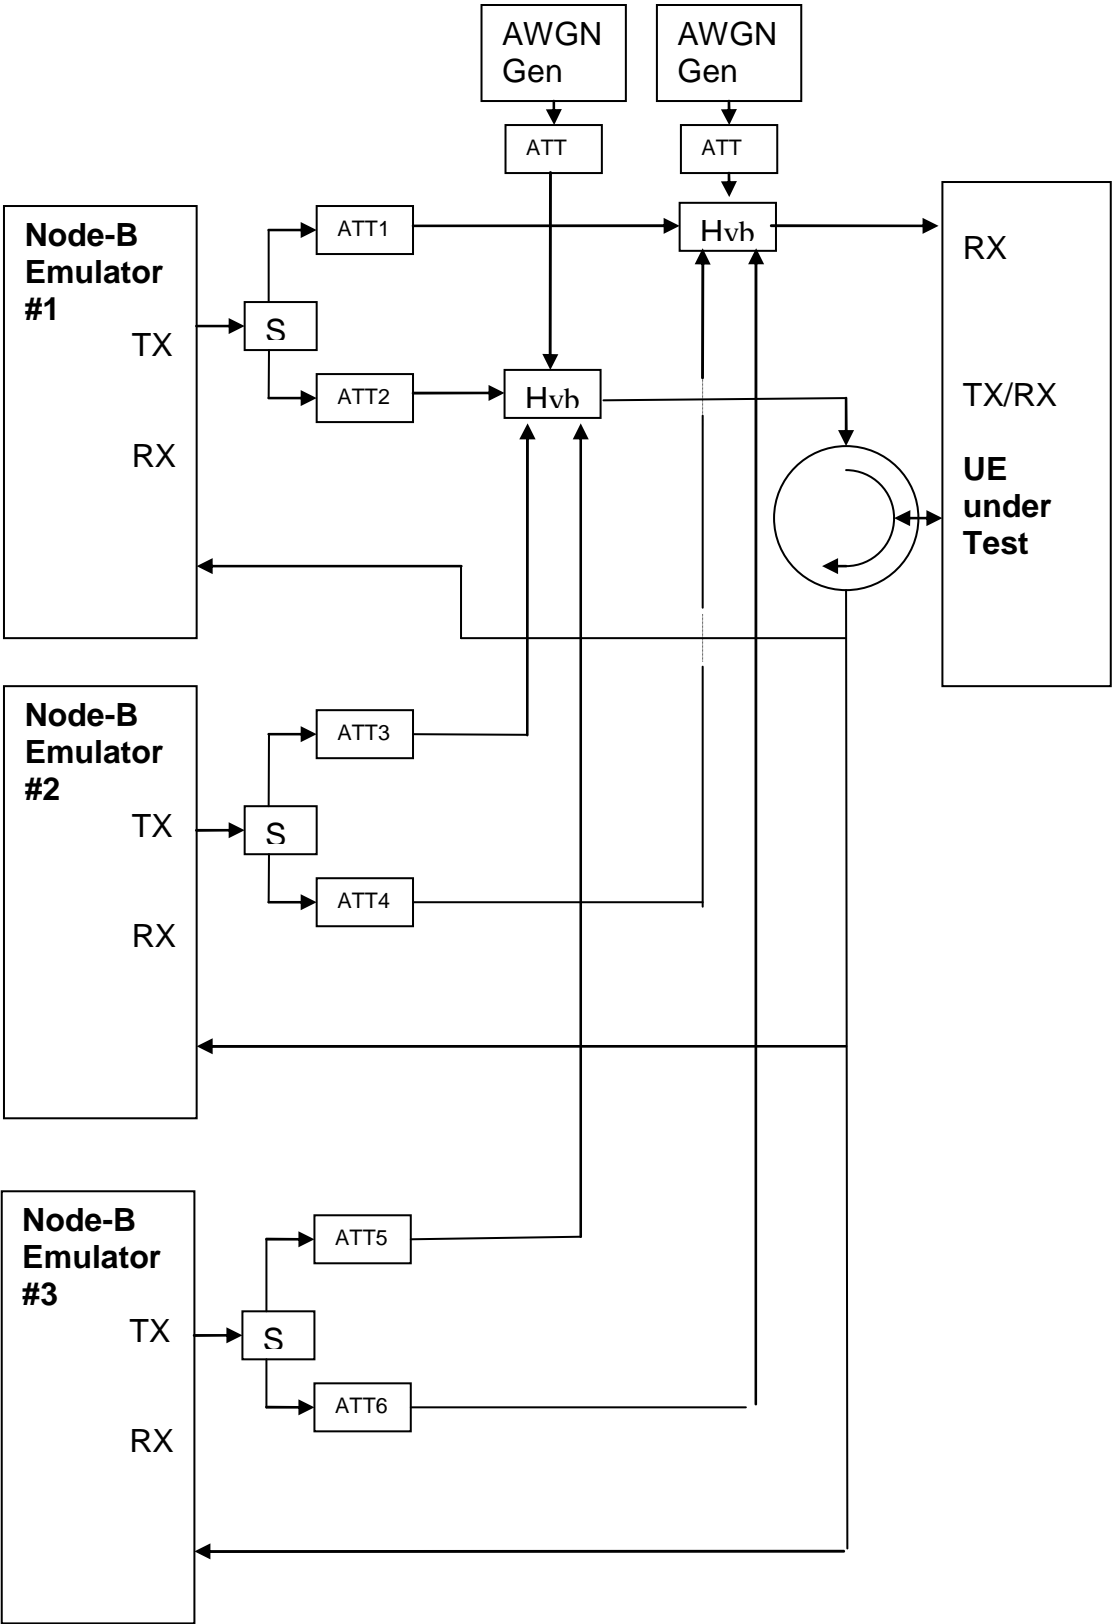 AWGN
Gen
AWGN
Gen
ATT
ATT
Node-B
Emulator
#1
TX
RX
ATT1
S
ATT2
Hyb
Hyb
RX
TX/RX
UE
under
Test
Node-B
Emulator
#2
TX
RX
ATT3
S
ATT4
Node-B
Emulator
#3
TX
RX
ATT5
S
ATT6